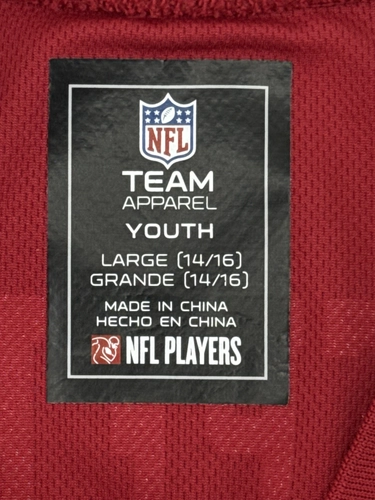 NFL
TEAM
APPAREL
YOUTH
LARGE (14/16)
GRANDE (14/16)
MADE IN CHINA
HECHO EN CHINA
NFL PLAYERS